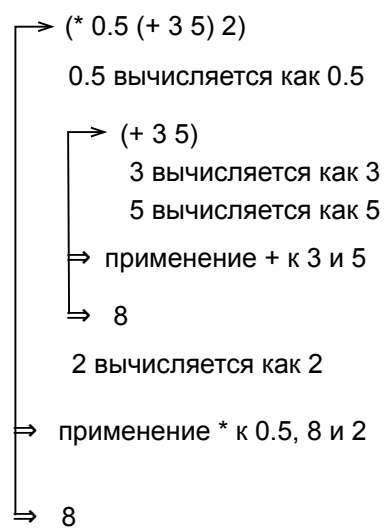 (* 0.5 (+ 3 5) 2)
0.5 вычисляется как 0.5
(+ 3 5)
3 вычисляется как 3
5 вычисляется как 5
применение + к 3 и 5
8
2 вычисляется как 2
применение * к 0.5, 8 и 2
8